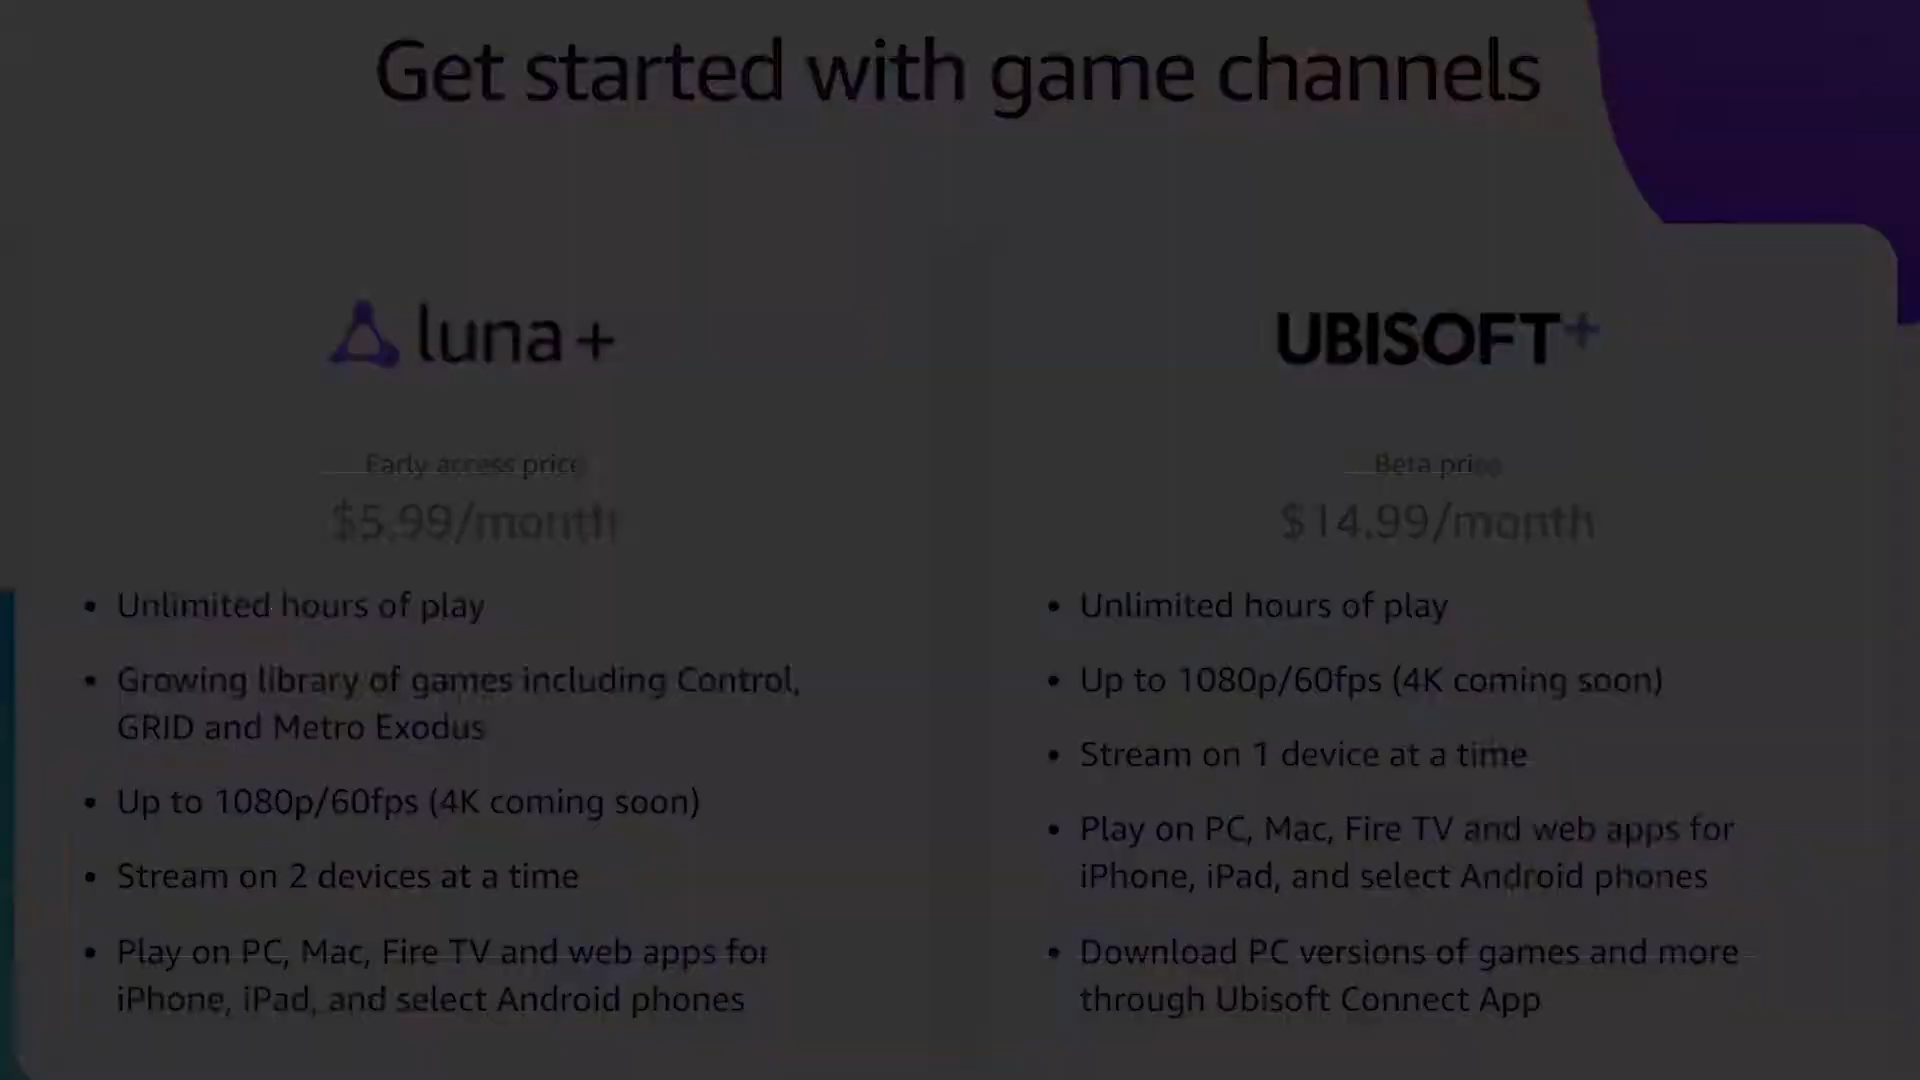 Get started with game channels
luna+
Early access price
$5.99/month
• Unlimited hours of play
• Growing library of games including Control,
GRID and Metro Exodus
• Up to 1080p/60fps (4K coming soon)
• Stream on 2 devices at a time
• Play on PC, Mac, Fire TV and web apps for
iPhone, iPad, and select Android phones
UBISOFT+
Beta price
$14.99/month
• Unlimited hours of play
• Up to 1080p/60fps (4K coming soon)
• Stream on 1 device at a time
• Play on PC, Mac, Fire TV and web apps for
iPhone, iPad, and select Android phones
• Download PC versions of games and more
through Ubisoft Connect App